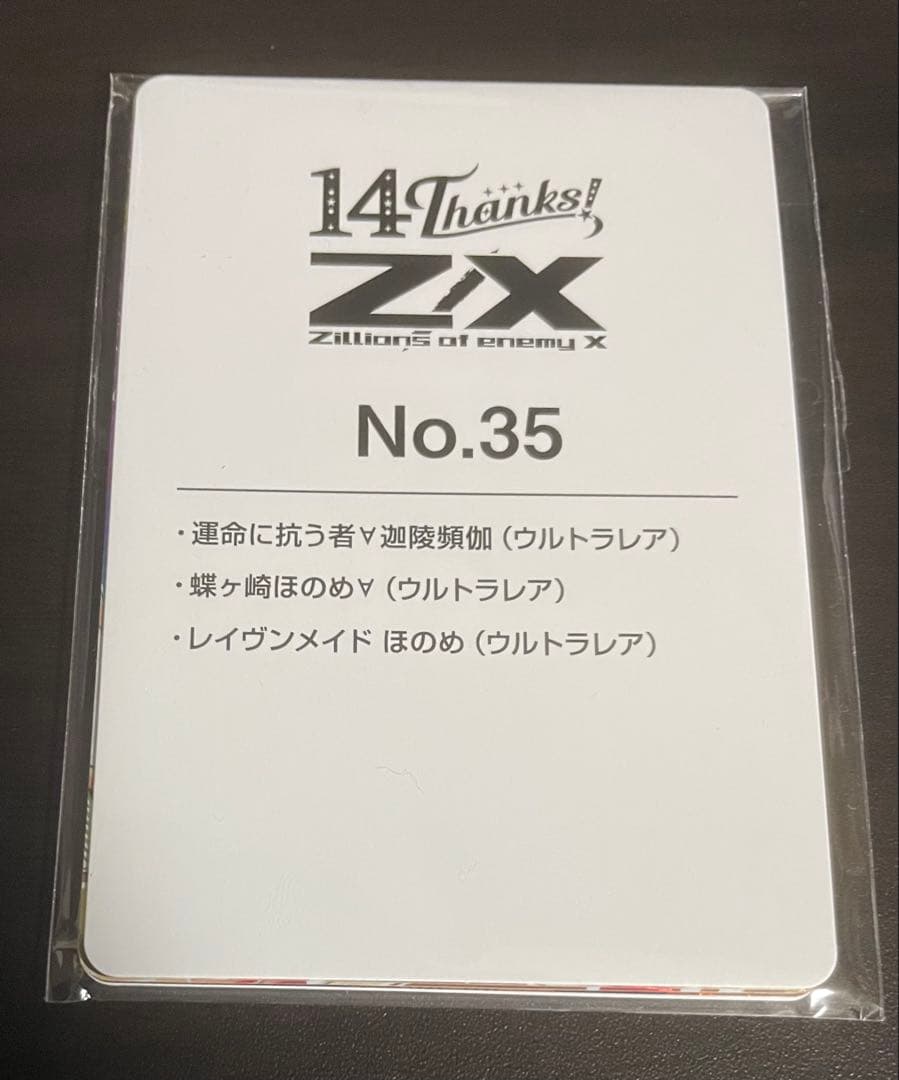 14Thanks!
Z/X
Zillions of enemy X
No.35
・運命に抗う者∀迦陵頻伽（ウルトラレア）
・蝶ヶ崎ほのめ∀（ウルトラレア）
・レイヴンメイド ほのめ（ウルトラレア）